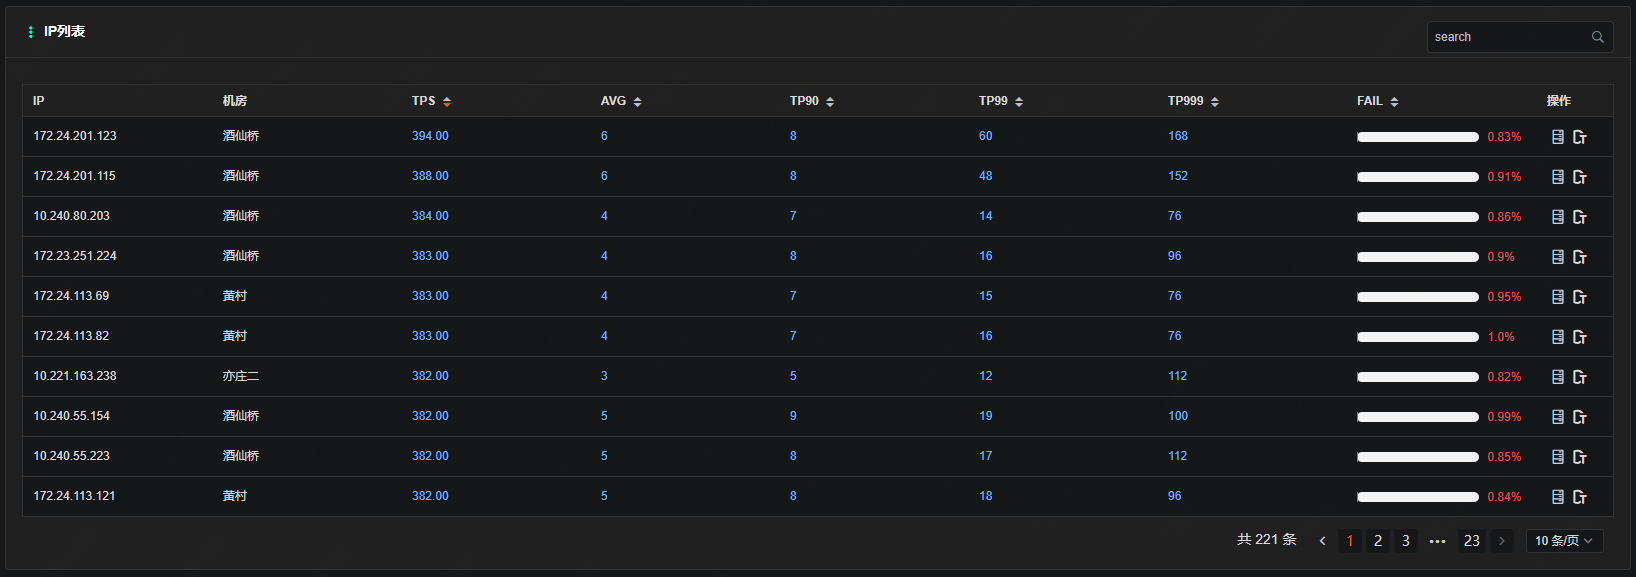 IP列表
search
IP 机房 TPS AVG TP90 TP99 TP999 FAIL 操作
172.24.201.123 酒仙桥 394.00 6 8 60 168 0.83%
172.24.201.115 酒仙桥 388.00 6 8 48 152 0.91%
10.240.80.203 酒仙桥 384.00 4 7 14 76 0.86%
172.23.251.224 酒仙桥 383.00 4 8 16 96 0.9%
172.24.113.69 黄村 383.00 4 7 15 76 0.95%
172.24.113.82 黄村 383.00 4 7 16 76 1.0%
10.221.163.238 亦庄二 382.00 3 5 12 112 0.82%
10.240.55.154 酒仙桥 382.00 5 9 19 100 0.99%
10.240.55.223 酒仙桥 382.00 5 8 17 112 0.85%
172.24.113.121 黄村 382.00 5 8 18 96 0.84%
共 221 条 1 2 3 ••• 23 10 条/页